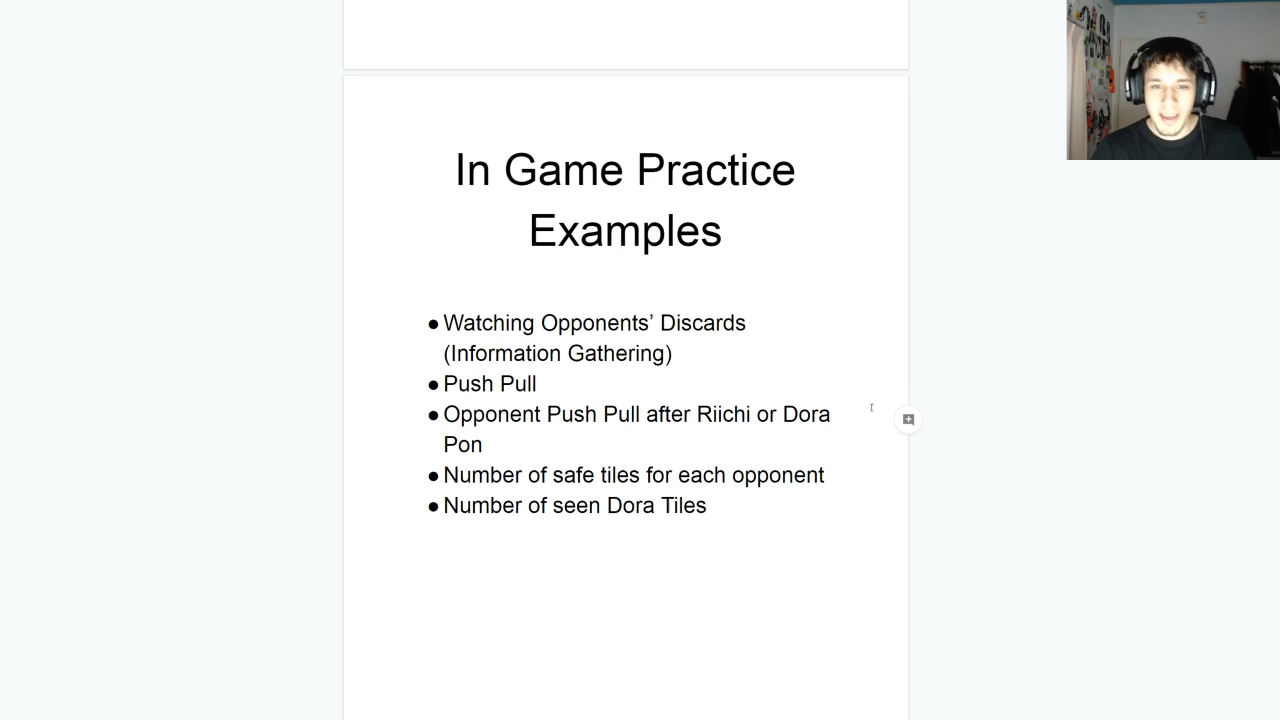 In Game Practice
Examples
● Watching Opponents’ Discards
(Information Gathering)
● Push Pull
● Opponent Push Pull after Riichi or Dora
Pon
● Number of safe tiles for each opponent
● Number of seen Dora Tiles